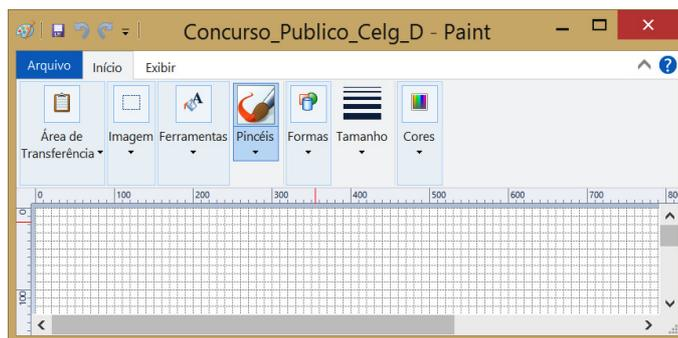 Concurso_Publico_Celg_D - Paint
Arquivo Início Exibir
Área de Transferência Imagem Ferramentas Pincéis Formas Tamanho Cores
0 100 200 300 400 500 600 700 80
0
100